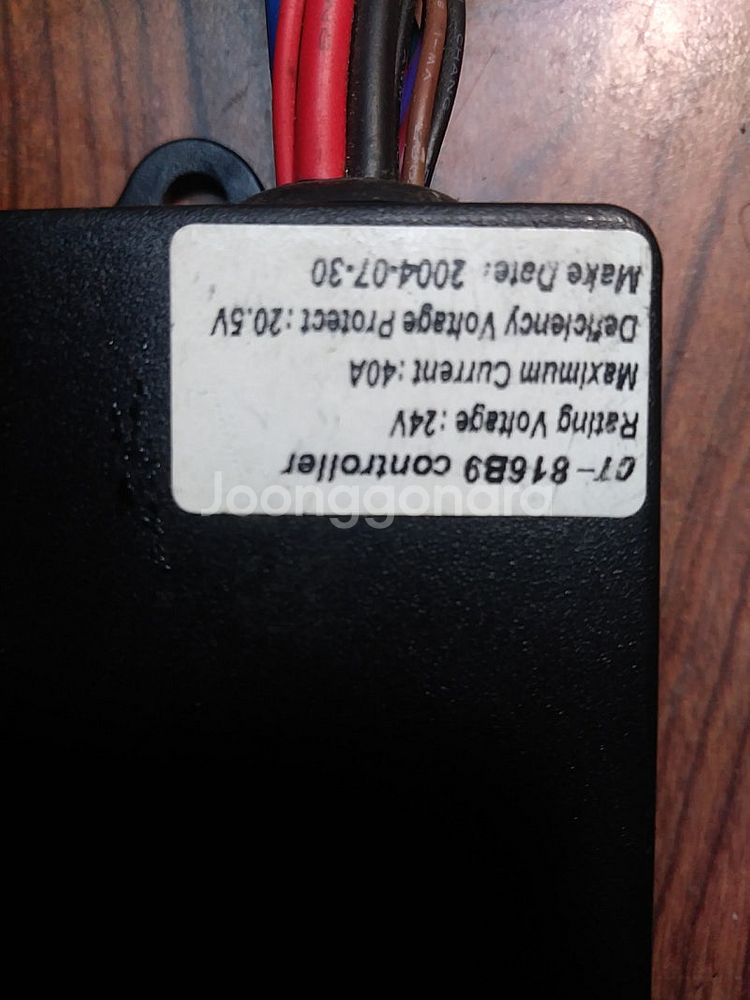 CT-816B9 controller
Rating Voltage:24V
Maximum Current:40A
Deficiency Voltage Protect:20.5V
Make Date: 2004-07-30
Joonggonara